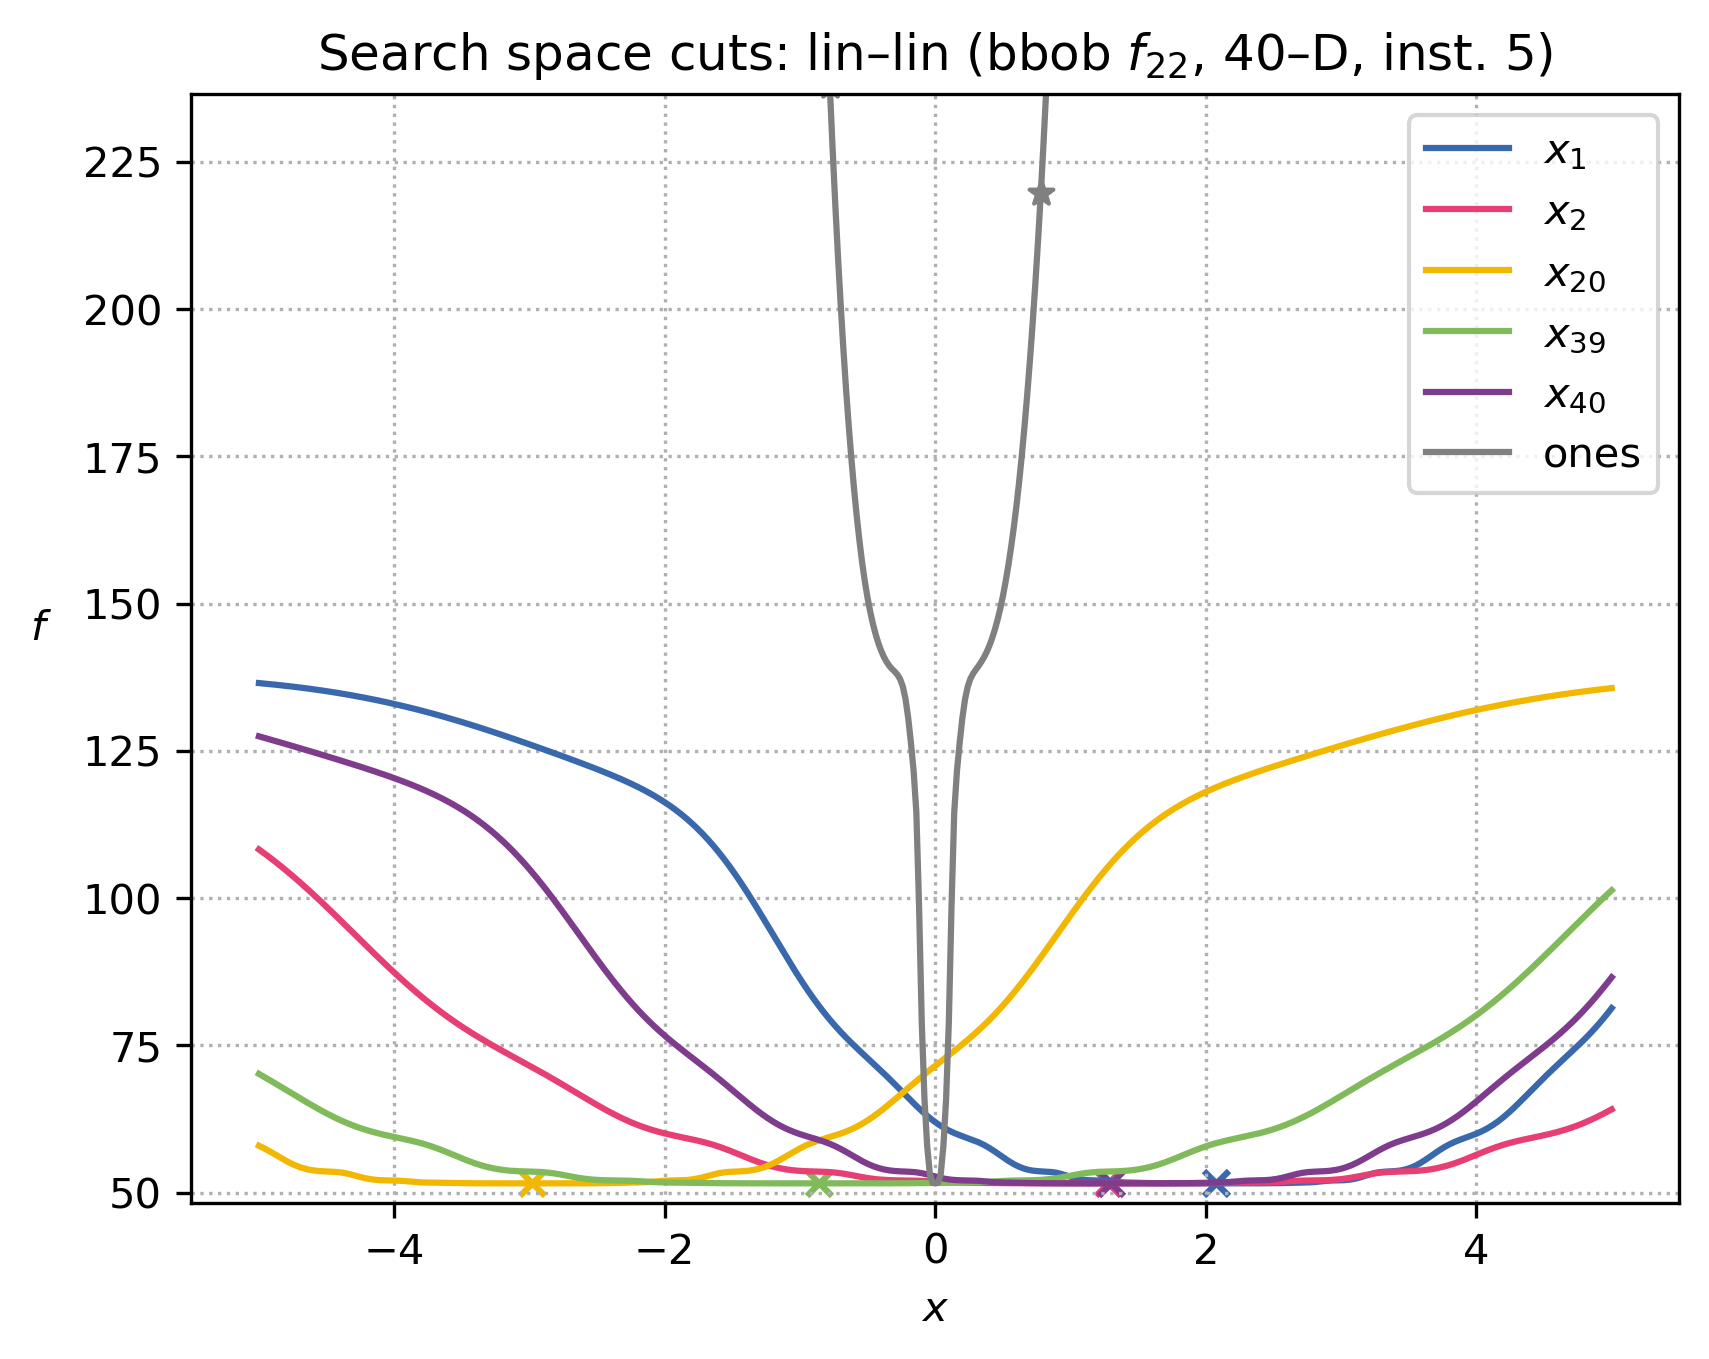 Search space cuts: lin–lin (bbob f₂₂, 40–D, inst. 5)
225
200
175
150
125
100
75
50
f
−4
−2
0
2
4
x
x₁
x₂
x₂₀
x₃₉
x₄₀
ones